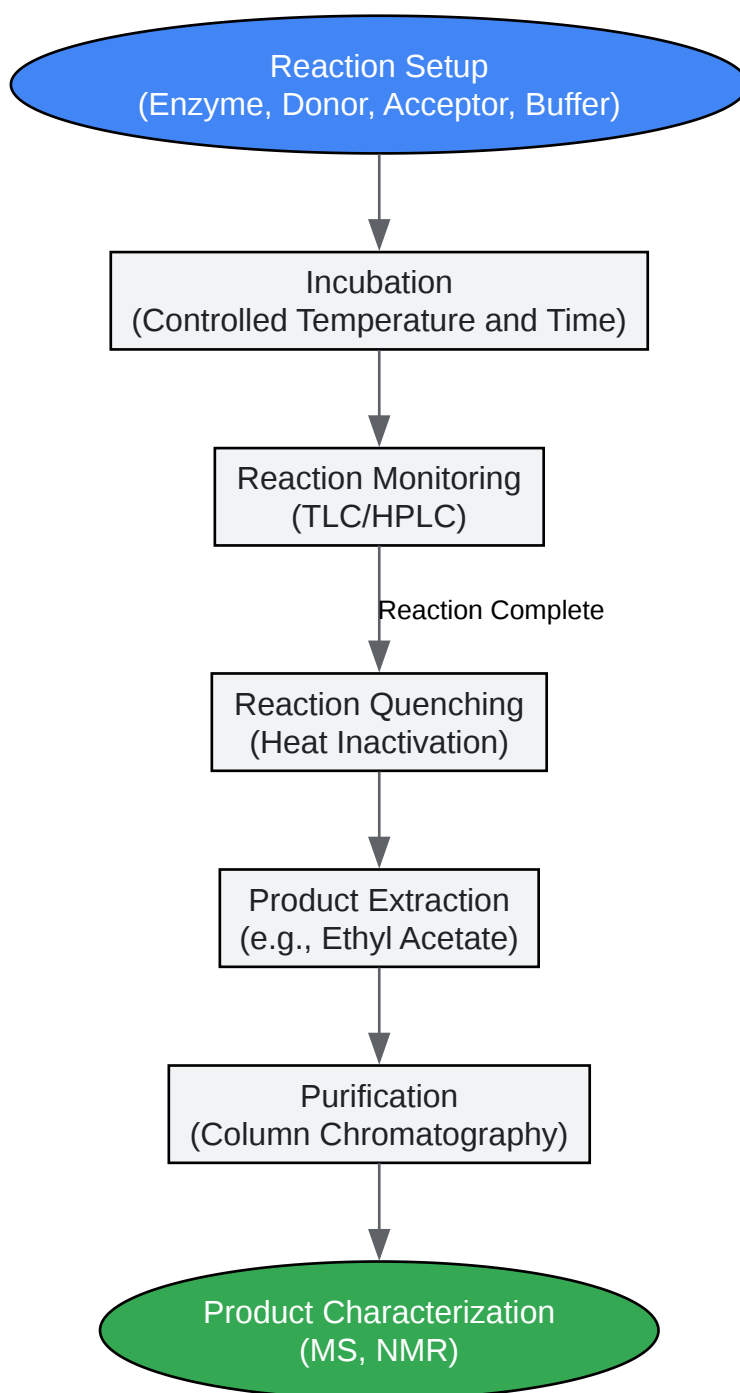 Reaction Setup
(Enzyme, Donor, Acceptor, Buffer)
Incubation
(Controlled Temperature and Time)
Reaction Monitoring
(TLC/HPLC)
Reaction Complete
Reaction Quenching
(Heat Inactivation)
Product Extraction
(e.g., Ethyl Acetate)
Purification
(Column Chromatography)
Product Characterization
(MS, NMR)